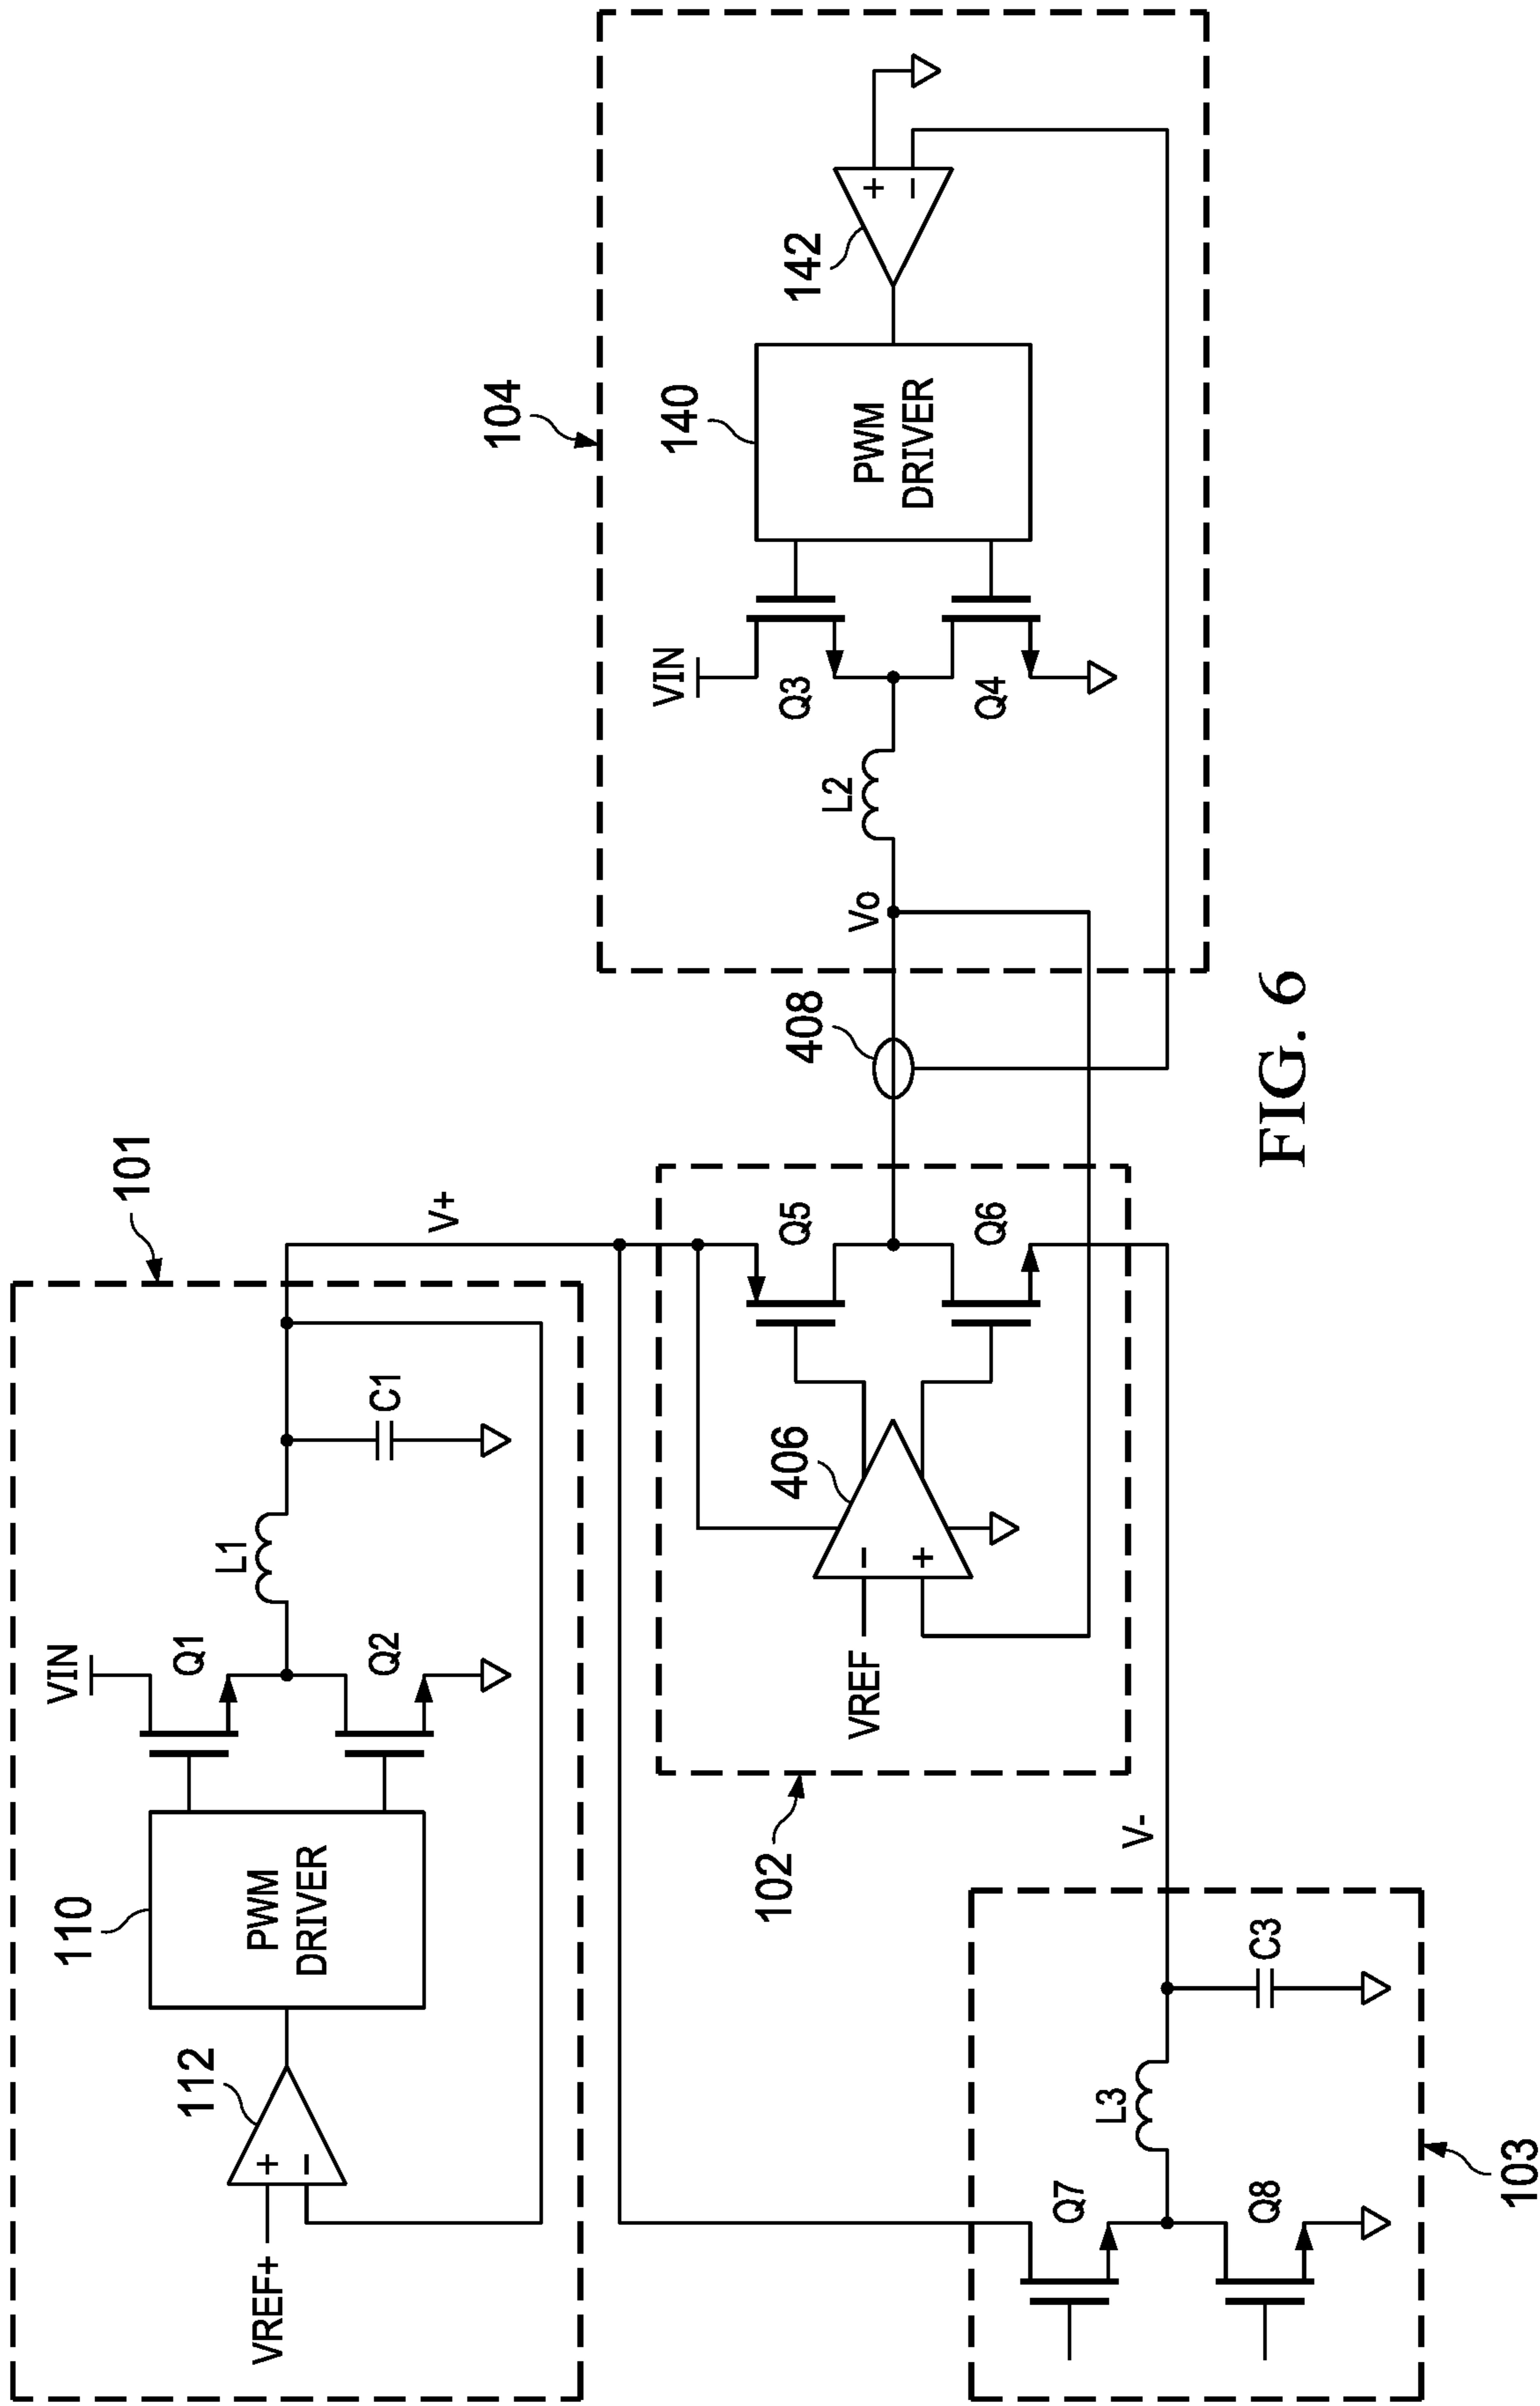 101
VIN
110
112
PWM
DRIVER
Q1
Q2
L1
C1
VREF+
+
−
V+
102
406
VREF
−
+
Q5
Q6
408
V-
103
Q7
Q8
L3
C3
104
VIN
Vo
L2
Q3
Q4
140
PWM
DRIVER
142
+
−
FIG. 6